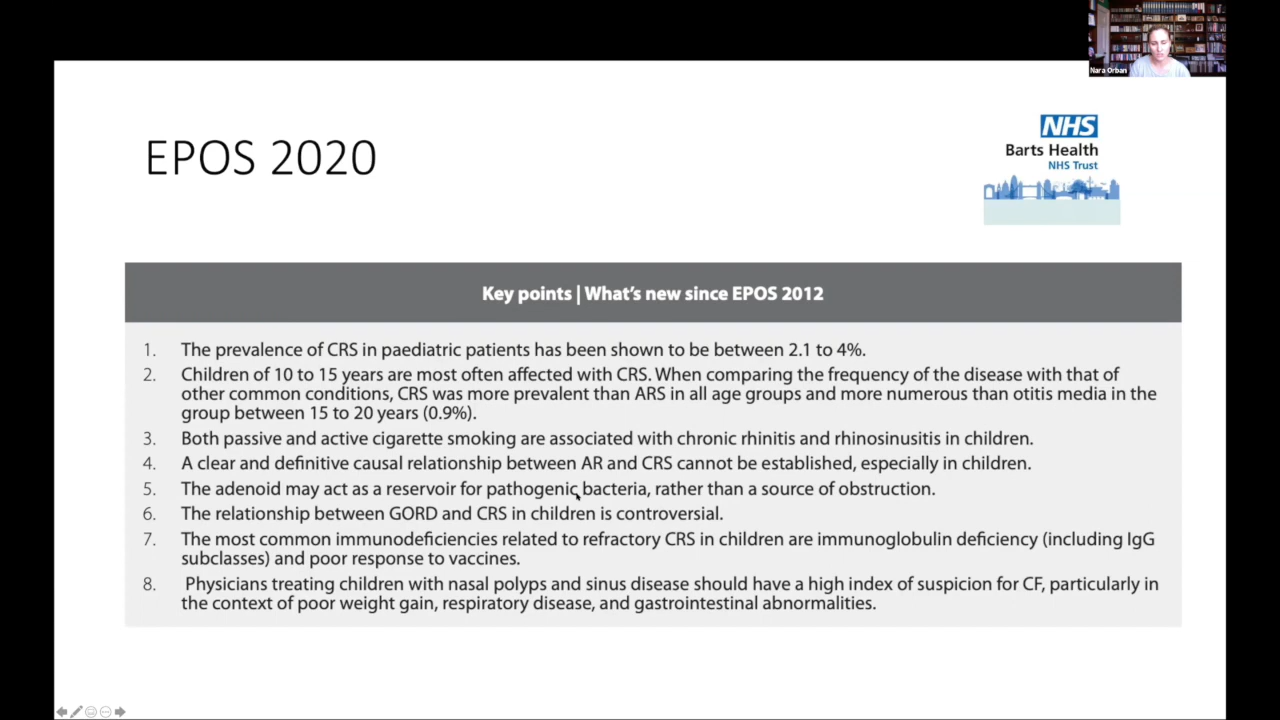 Nara Orban
EPOS 2020
NHS
Barts Health
NHS Trust
Key points | What's new since EPOS 2012
1. The prevalence of CRS in paediatric patients has been shown to be between 2.1 to 4%.
2. Children of 10 to 15 years are most often affected with CRS. When comparing the frequency of the disease with that of
other common conditions, CRS was more prevalent than ARS in all age groups and more numerous than otitis media in the
group between 15 to 20 years (0.9%).
3. Both passive and active cigarette smoking are associated with chronic rhinitis and rhinosinusitis in children.
4. A clear and definitive causal relationship between AR and CRS cannot be established, especially in children.
5. The adenoid may act as a reservoir for pathogenic bacteria, rather than a source of obstruction.
6. The relationship between GORD and CRS in children is controversial.
7. The most common immunodeficiencies related to refractory CRS in children are immunoglobulin deficiency (including IgG
subclasses) and poor response to vaccines.
8. Physicians treating children with nasal polyps and sinus disease should have a high index of suspicion for CF, particularly in
the context of poor weight gain, respiratory disease, and gastrointestinal abnormalities.